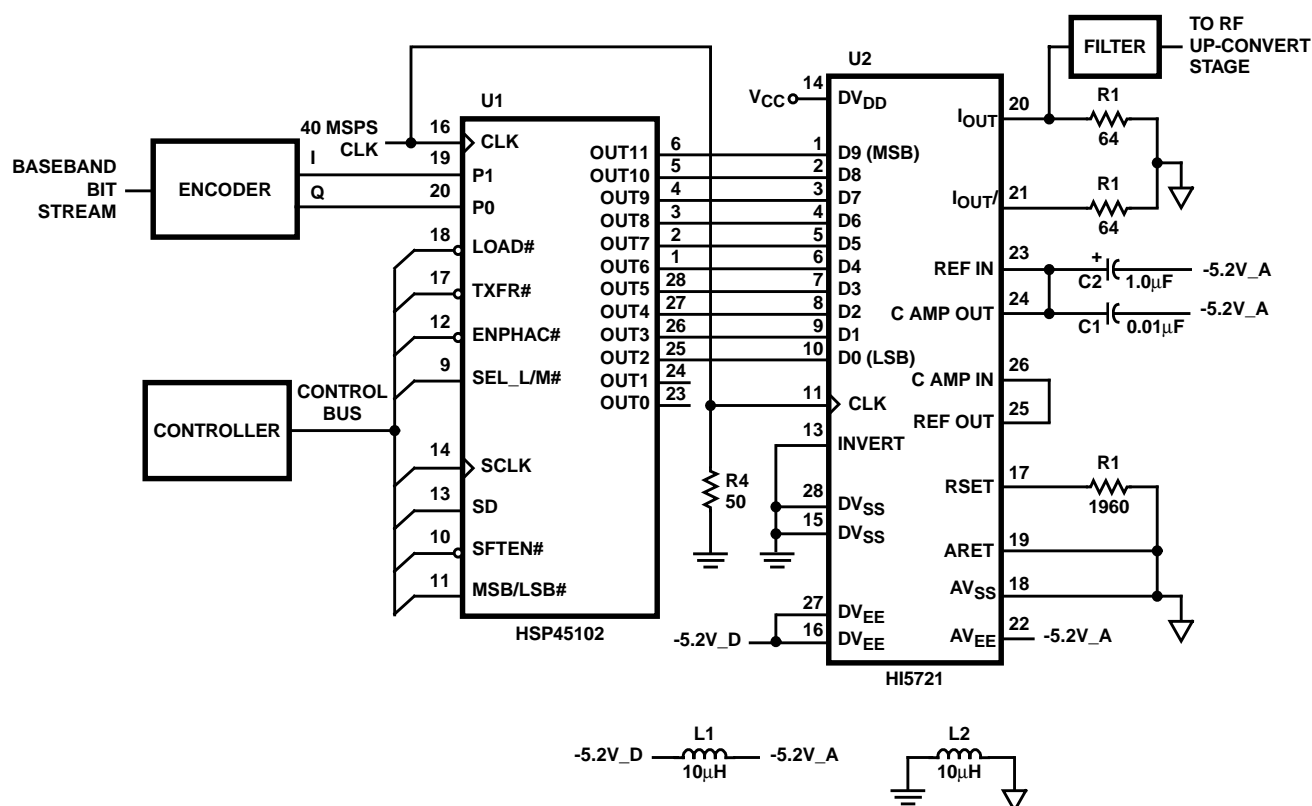 TO RF
UP-CONVERT
STAGE
FILTER
U2
U1
VCC
14
DVDD
20
IOUT
R1
64
40 MSPS
CLK
16
CLK
I
19
P1
Q
20
P0
BASEBAND
BIT
STREAM
ENCODER
OUT11
6
1
D9 (MSB)
OUT10
5
2
D8
OUT9
4
3
D7
OUT8
3
4
D6
OUT7
2
5
D5
OUT6
1
6
D4
OUT5
28
7
D3
OUT4
27
8
D2
OUT3
26
9
D1
OUT2
25
10
D0 (LSB)
OUT1
24
OUT0
23
IOUT/
21
R1
64
18
LOAD#
17
TXFR#
12
ENPHAC#
9
SEL_L/M#
CONTROLLER
CONTROL
BUS
14
SCLK
13
SD
10
SFTEN#
11
MSB/LSB#
HSP45102
REF IN
23
+
C2
1.0µF
-5.2V_A
C AMP OUT
24
C1
0.01µF
-5.2V_A
C AMP IN
26
REF OUT
25
11
CLK
13
INVERT
R4
50
28
DVSS
15
DVSS
RSET
17
R1
1960
ARET
19
AVSS
18
27
DVEE
-5.2V_D
16
DVEE
AVEE
22
-5.2V_A
HI5721
L1
-5.2V_D
-5.2V_A
10µH
L2
10µH